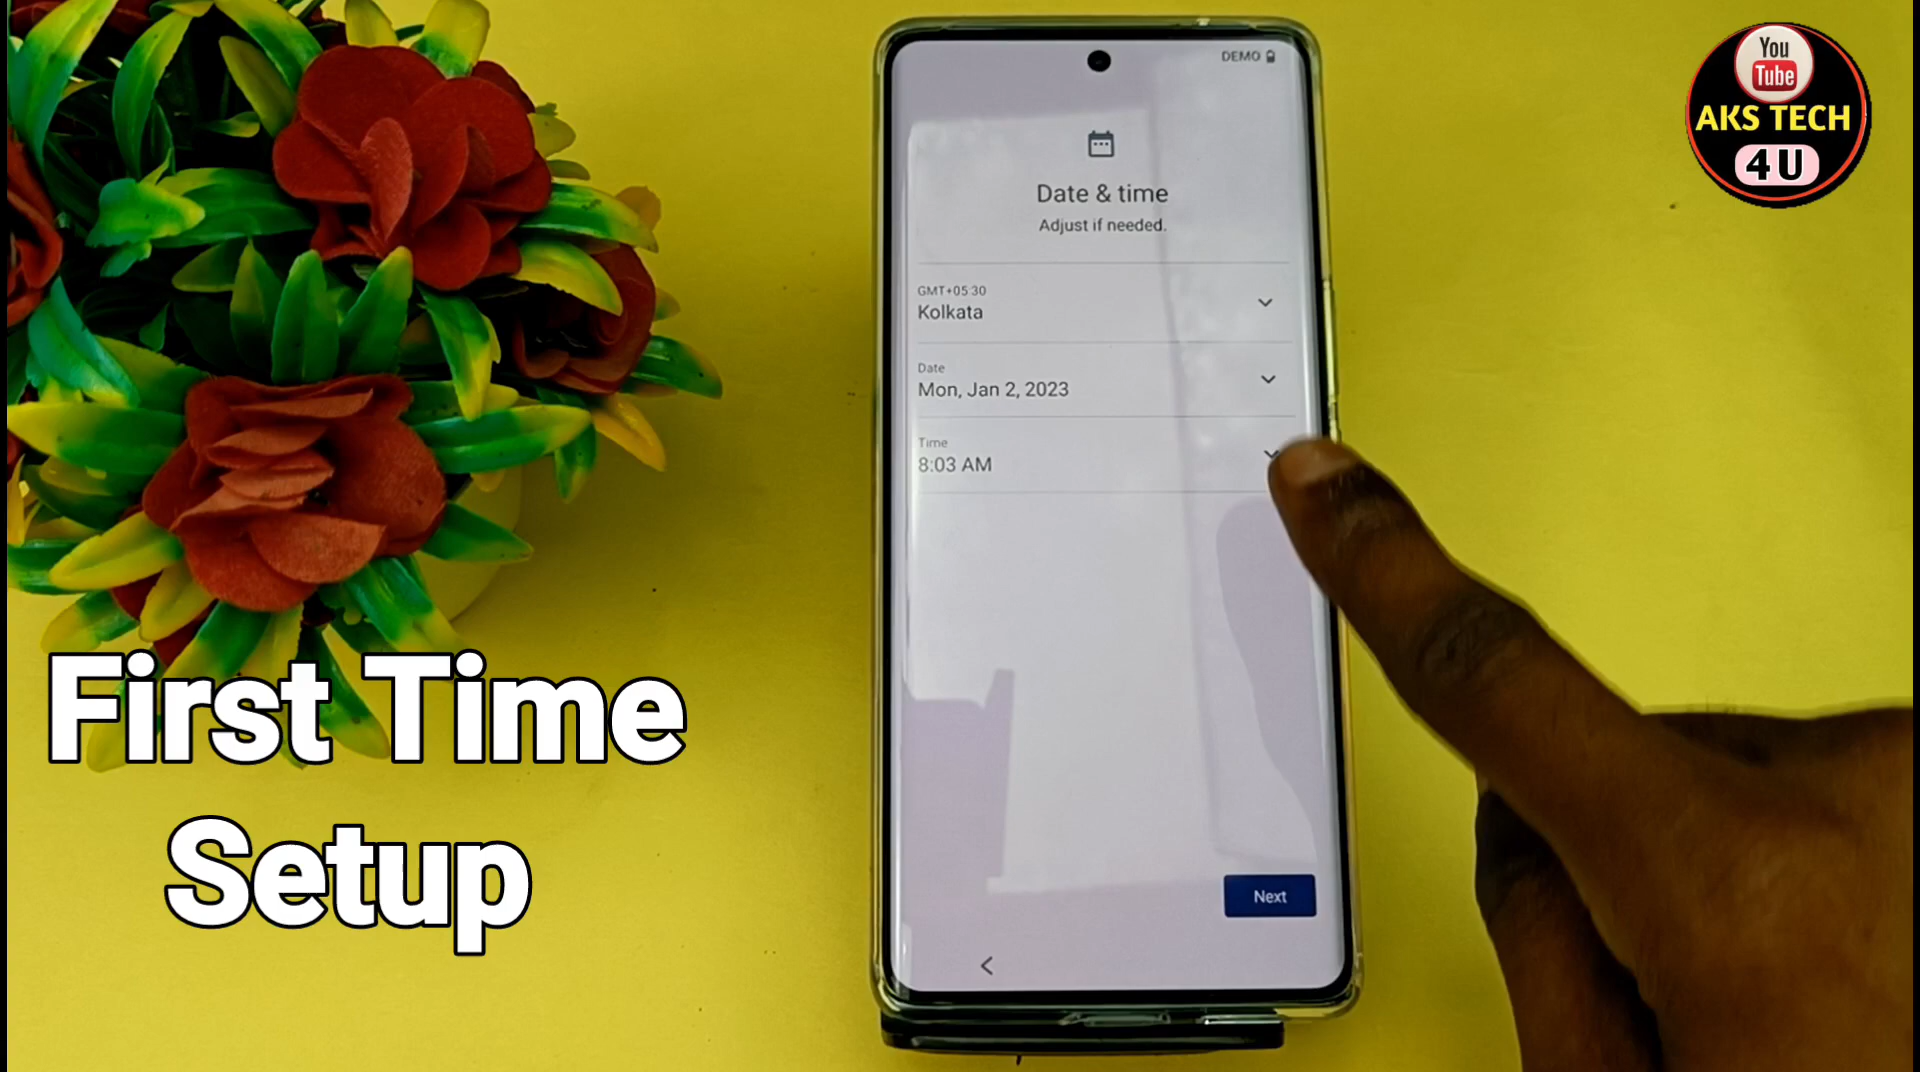 DEMO
Date & time
Adjust if needed.
GMT+05:30
Kolkata
Date
Mon, Jan 2, 2023
Time
8:03 AM
Next
First Time
Setup
You
Tube
AKS TECH
4 U